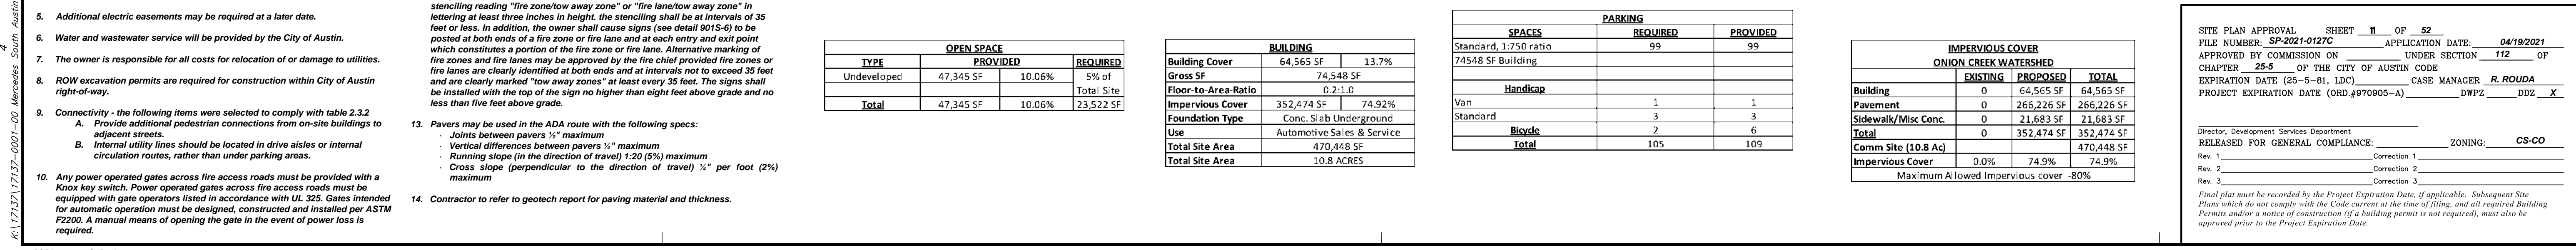 K:\17137\17137-0001-00 Mercedes South Austin\4
5. Additional electric easements may be required at a later date.
6. Water and wastewater service will be provided by the City of Austin.
7. The owner is responsible for all costs for relocation of or damage to utilities.
8. ROW excavation permits are required for construction within City of Austin
right-of-way.
9. Connectivity - the following items were selected to comply with table 2.3.2
A. Provide additional pedestrian connections from on-site buildings to
adjacent streets.
B. Internal utility lines should be located in drive aisles or internal
circulation routes, rather than under parking areas.
10. Any power operated gates across fire access roads must be provided with a
Knox key switch. Power operated gates across fire access roads must be
equipped with gate operators listed in accordance with UL 325. Gates intended
for automatic operation must be designed, constructed and installed per ASTM
F2200. A manual means of opening the gate in the event of power loss is
required.
stenciling reading "fire zone/tow away zone" or "fire lane/tow away zone" in
lettering at least three inches in height. the stenciling shall be at intervals of 35
feet or less. In addition, the owner shall cause signs (see detail 901S-6) to be
posted at both ends of a fire zone or fire lane and at each entry and exit point
which constitutes a portion of the fire zone or fire lane. Alternative marking of
fire zones and fire lanes may be approved by the fire chief provided fire zones or
fire lanes are clearly identified at both ends and at intervals not to exceed 35 feet
and are clearly marked "tow away zones" at least every 35 feet. The signs shall
be installed with the top of the sign no higher than eight feet above grade and no
less than five feet above grade.
13. Pavers may be used in the ADA route with the following specs:
· Joints between pavers ½" maximum
· Vertical differences between pavers ¼" maximum
· Running slope (in the direction of travel) 1:20 (5%) maximum
· Cross slope (perpendicular to the direction of travel) ¼" per foot (2%)
maximum
14. Contractor to refer to geotech report for paving material and thickness.
OPEN SPACE
TYPE PROVIDED REQUIRED
Undeveloped 47,345 SF 10.06% 5% of
Total Site
Total 47,345 SF 10.06% 23,522 SF
BUILDING
Building Cover 64,565 SF 13.7%
Gross SF 74,548 SF
Floor-to-Area-Ratio 0.2:1.0
Impervious Cover 352,474 SF 74.92%
Foundation Type Conc. Slab Underground
Use Automotive Sales & Service
Total Site Area 470,448 SF
Total Site Area 10.8 ACRES
PARKING
SPACES REQUIRED PROVIDED
Standard, 1:750 ratio 99 99
74548 SF Building
Handicap
Van 1 1
Standard 3 3
Bicycle 2 6
Total 105 109
IMPERVIOUS COVER
ONION CREEK WATERSHED
EXISTING PROPOSED TOTAL
Building 0 64,565 SF 64,565 SF
Pavement 0 266,226 SF 266,226 SF
Sidewalk/Misc Conc. 0 21,683 SF 21,683 SF
Total 0 352,474 SF 352,474 SF
Comm Site (10.8 Ac) 470,448 SF
Impervious Cover 0.0% 74.9% 74.9%
Maximum Allowed Impervious cover -80%
SITE PLAN APPROVAL SHEET 11 OF 52
FILE NUMBER: SP-2021-0127C APPLICATION DATE: 04/19/2021
APPROVED BY COMMISSION ON UNDER SECTION 112 OF
CHAPTER 25-5 OF THE CITY OF AUSTIN CODE
EXPIRATION DATE (25-5-81, LDC) CASE MANAGER R. ROUDA
PROJECT EXPIRATION DATE (ORD.#970905-A) DWPZ DDZ X
Director, Development Services Department
RELEASED FOR GENERAL COMPLIANCE: ZONING: CS-CO
Rev. 1 Correction 1
Rev. 2 Correction 2
Rev. 3 Correction 3
Final plat must be recorded by the Project Expiration Date, if applicable. Subsequent Site
Plans which do not comply with the Code current at the time of filing, and all required Building
Permits and/or a notice of construction (if a building permit is not required), must also be
approved prior to the Project Expiration Date.